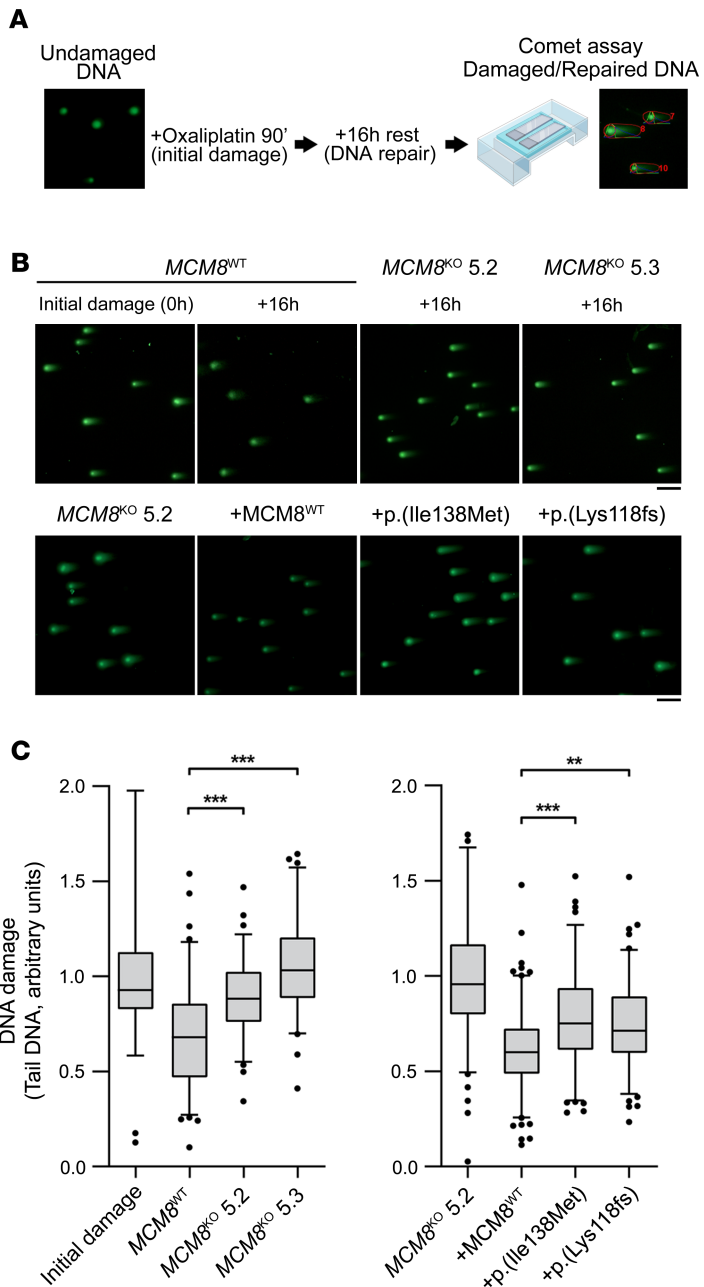 A
Undamaged
DNA
+Oxaliplatin 90'
(initial damage)
+16h rest
(DNA repair)
Comet assay
Damaged/Repaired DNA
7
10
B
MCM8ᵂᵀ
MCM8ᴷᴼ 5.2
MCM8ᴷᴼ 5.3
Initial damage (0h)
+16h
+16h
+16h
MCM8ᴷᴼ 5.2
+MCM8ᵂᵀ
+p.(Ile138Met)
+p.(Lys118fs)
C
DNA damage
(Tail DNA, arbitrary units)
2.0
1.5
1.0
0.5
0.0
***
***
Initial damage
MCM8ᵂᵀ
MCM8ᴷᴼ 5.2
MCM8ᴷᴼ 5.3
2.0
1.5
1.0
0.5
0.0
**
***
MCM8ᴷᴼ 5.2
+MCM8ᵂᵀ
+p.(Ile138Met)
+p.(Lys118fs)